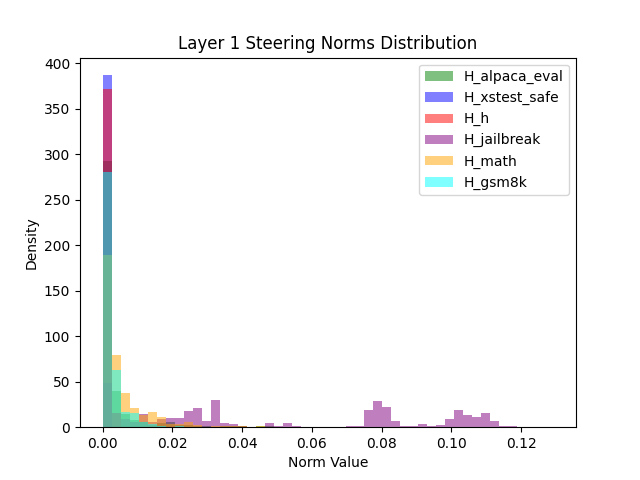 Layer 1 Steering Norms Distribution
400
350
300
250
200
150
100
50
0
Density
H_alpaca_eval
H_xstest_safe
H_h
H_jailbreak
H_math
H_gsm8k
0.00 0.02 0.04 0.06 0.08 0.10 0.12
Norm Value